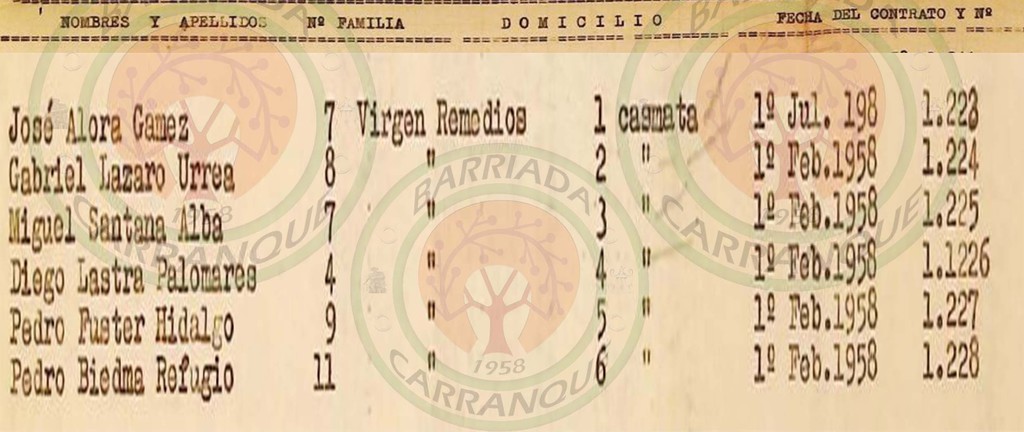 NOMBRES Y APELLIDOS Nº FAMILIA DOMICILIO FECHA DEL CONTRATO Y Nº
José Alora Gamez 7 Virgen Remedios 1 casmata 1º Jul. 198 1.223
Gabriel Lazaro Urrea 8 " 2 " 1º Feb.1958 1.224
Miguel Santana Alba 7 " 3 " 1º Feb.1958 1.225
Diego Lastra Palomares 4 " 4 " 1º Feb.1958 1.1226
Pedro Fuster Hidalgo 9 " 5 " 1º Feb.1958 1.227
Pedro Biedma Refugio 11 " 6 " 1º Feb.1958 1.228
BARRIADA
1958
CARRANQUE